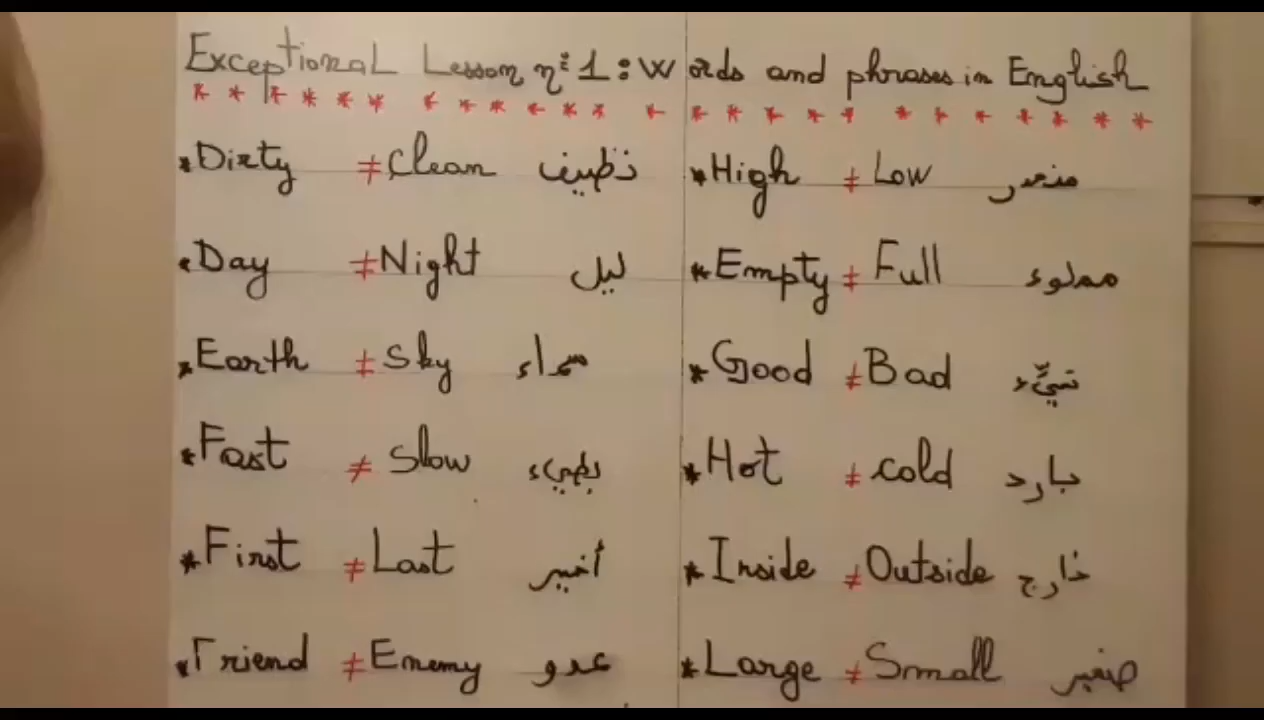 Exceptional Lesson n°1: Words and phrases in English
* Dirty ≠ Clean نظيف
* Day ≠ Night ليل
* Earth ≠ Sky سماء
* Fast ≠ Slow بطيء
* First ≠ Last أخير
* Friend ≠ Enemy عدو
* High ≠ Low
* Empty ≠ Full مملوء
* Good ≠ Bad سيّء
* Hot ≠ cold بارد
* Inside ≠ Outside خارج
* Large ≠ Small صغير